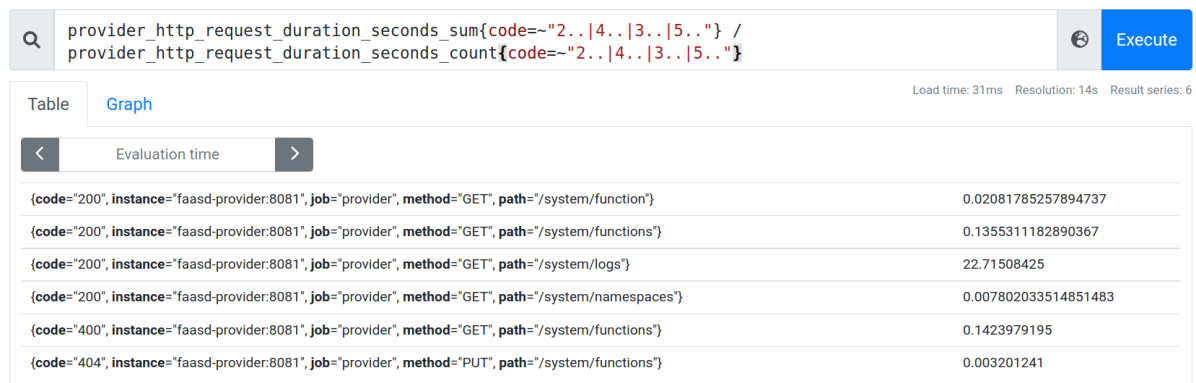 provider_http_request_duration_seconds_sum{code=~"2..|4..|3..|5.."} /
provider_http_request_duration_seconds_count{code=~"2..|4..|3..|5.."}
Execute
Table Graph
Load time: 31ms Resolution: 14s Result series: 6
Evaluation time
{code="200", instance="faasd-provider:8081", job="provider", method="GET", path="/system/function"} 0.02081785257894737
{code="200", instance="faasd-provider:8081", job="provider", method="GET", path="/system/functions"} 0.1355311182890367
{code="200", instance="faasd-provider:8081", job="provider", method="GET", path="/system/logs"} 22.71508425
{code="200", instance="faasd-provider:8081", job="provider", method="GET", path="/system/namespaces"} 0.007802033514851483
{code="400", instance="faasd-provider:8081", job="provider", method="GET", path="/system/functions"} 0.1423979195
{code="404", instance="faasd-provider:8081", job="provider", method="PUT", path="/system/functions"} 0.003201241